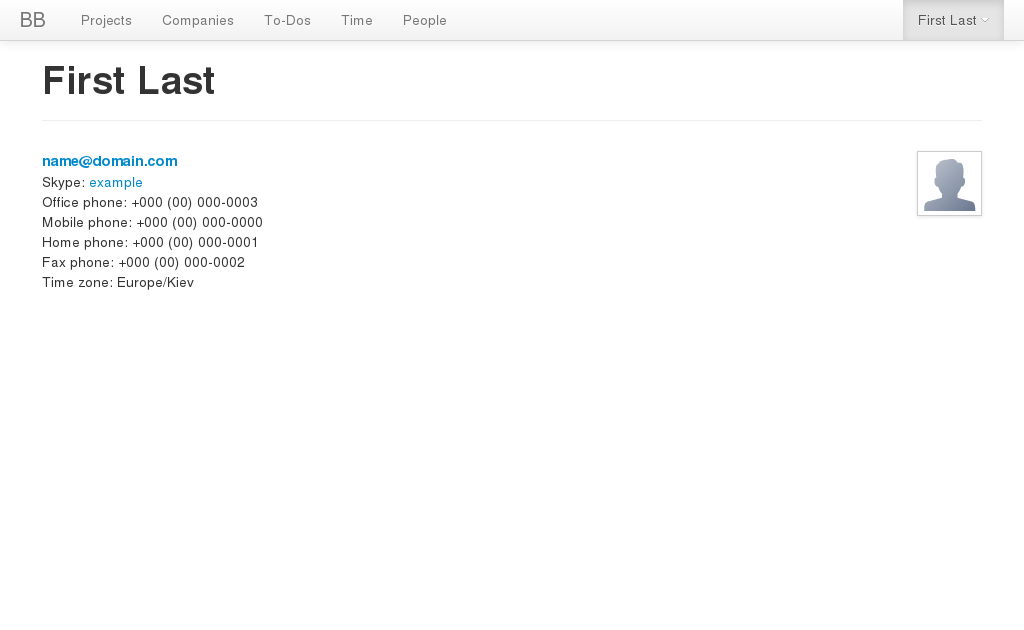 BB Projects Companies To-Dos Time People First Last
First Last
name@domain.com
Skype: example
Office phone: +000 (00) 000-0003
Mobile phone: +000 (00) 000-0000
Home phone: +000 (00) 000-0001
Fax phone: +000 (00) 000-0002
Time zone: Europe/Kiev